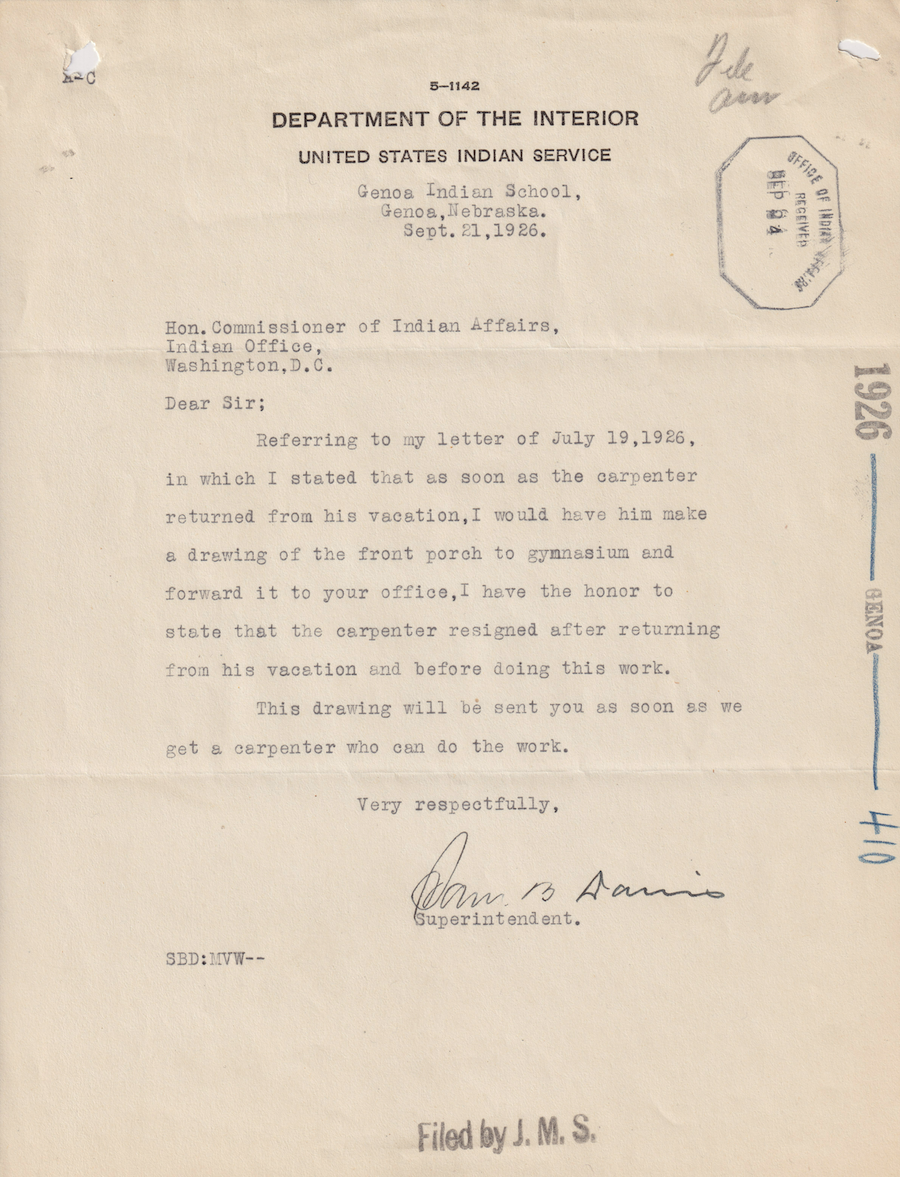 A-C
File
5-1142
DEPARTMENT OF THE INTERIOR
UNITED STATES INDIAN SERVICE
Genoa Indian School,
Genoa,Nebraska.
Sept.21,1926.
OFFICE OF INDIAN
RECEIVED
SEP
Hon.Commissioner of Indian Affairs,
Indian Office,
Washington,D.C.
Dear Sir;
Referring to my letter of July 19,1926,
in which I stated that as soon as the carpenter
returned from his vacation,I would have him make
a drawing of the front porch to gymnasium and
forward it to your office,I have the honor to
state that the carpenter resigned after returning
from his vacation and before doing this work.
This drawing will be sent you as soon as we
get a carpenter who can do the work.
Very respectfully,
Sam. B Davis
Superintendent.
SBD:MVW--
Filed by J. M. S.
1926
GENOA
410